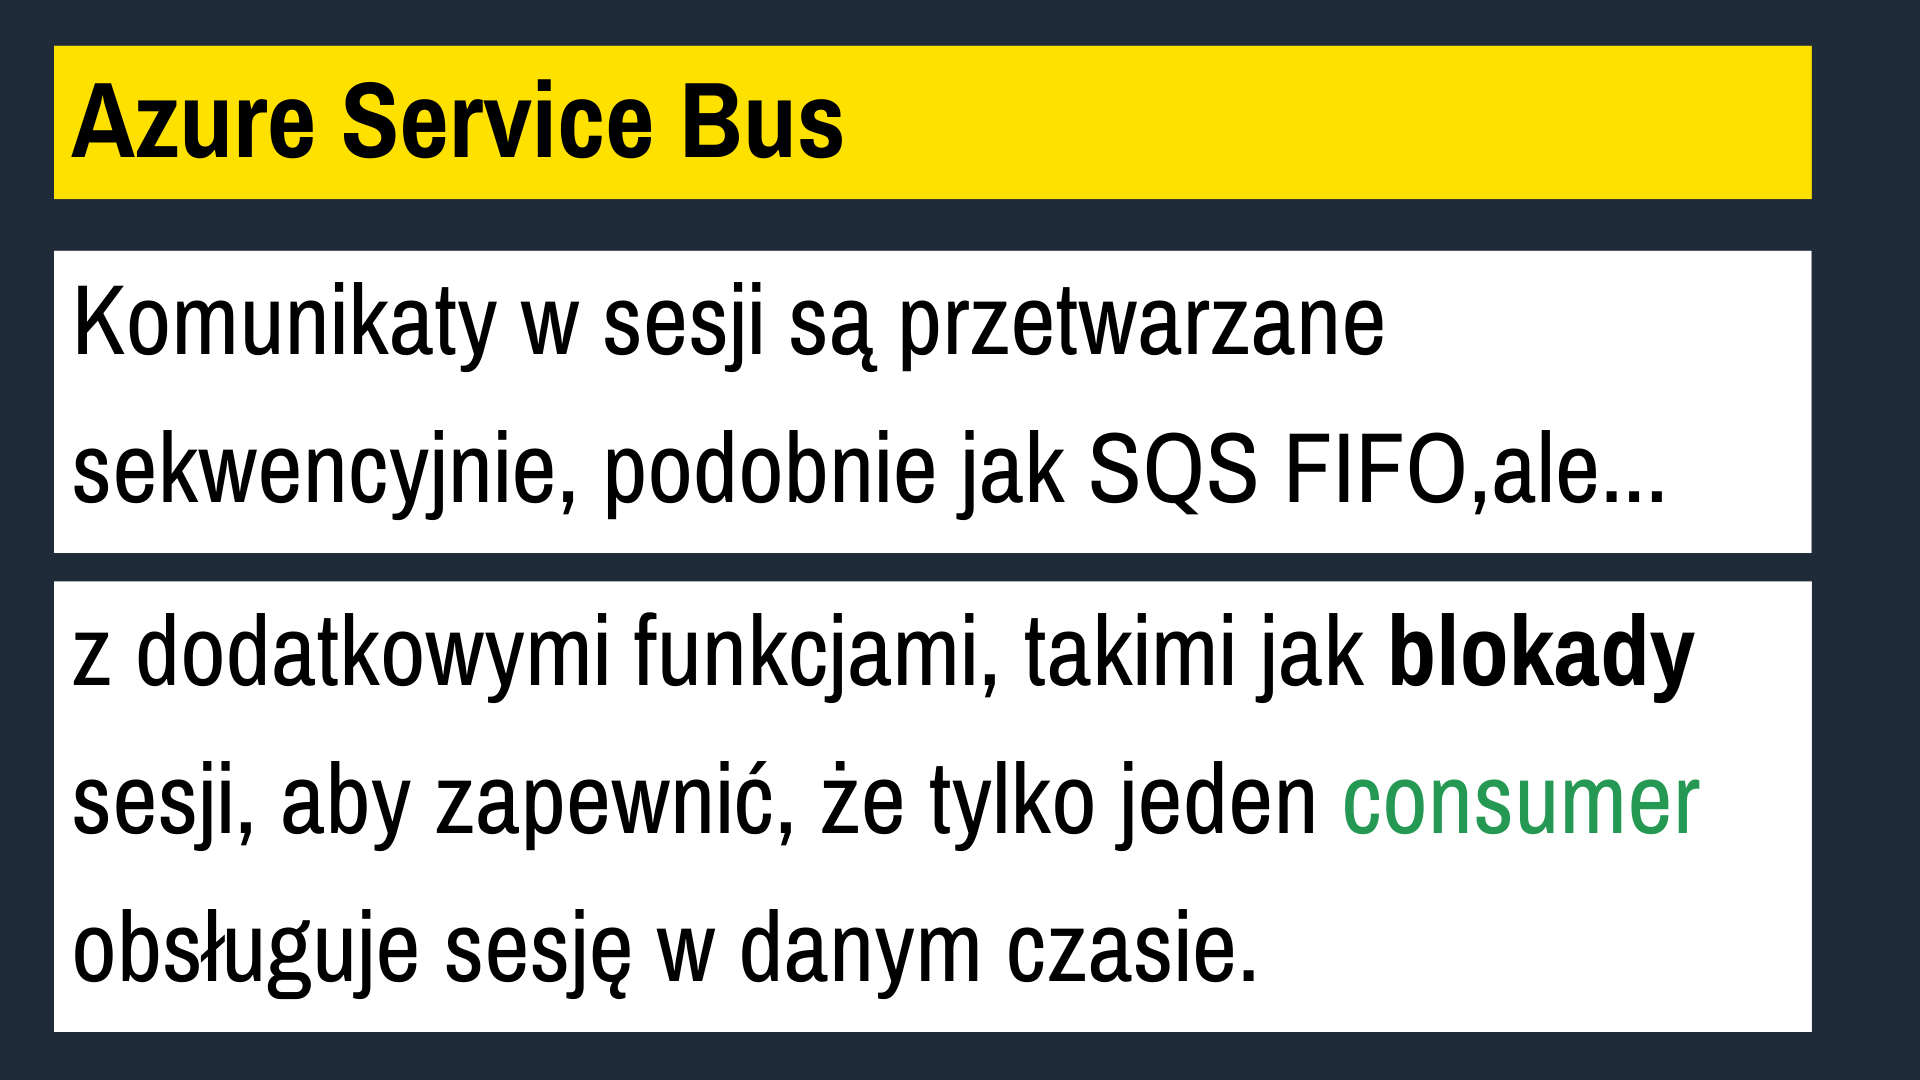 Azure Service Bus
Komunikaty w sesji są przetwarzane
sekwencyjnie, podobnie jak SQS FIFO,ale...
z dodatkowymi funkcjami, takimi jak blokady
sesji, aby zapewnić, że tylko jeden consumer
obsługuje sesję w danym czasie.